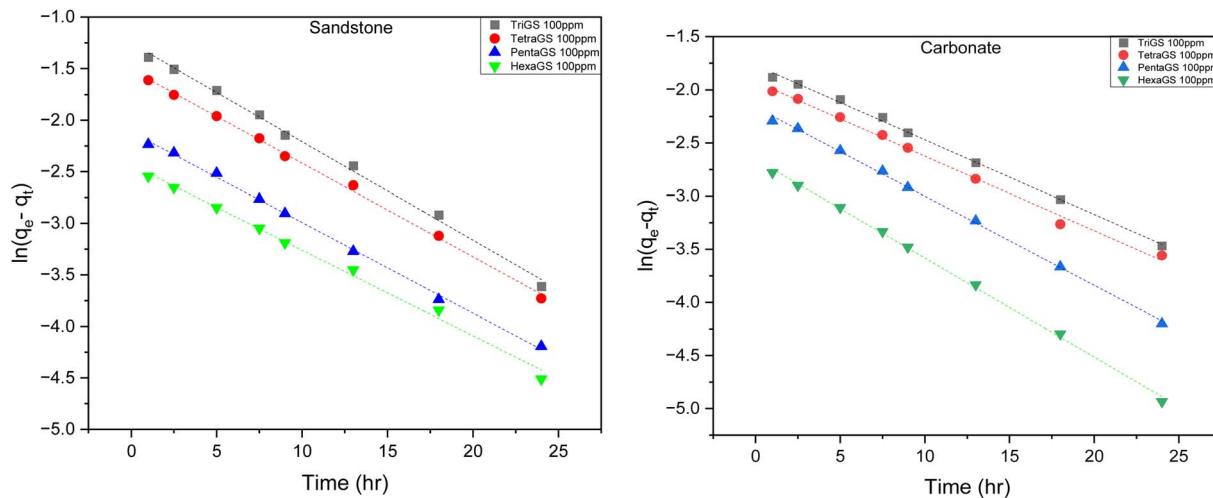 Sandstone
TriGS 100ppm
TetraGS 100ppm
PentaGS 100ppm
HexaGS 100ppm
−1.0
−1.5
−2.0
−2.5
−3.0
−3.5
−4.0
−4.5
−5.0
ln(qe- qt)
0 5 10 15 20 25
Time (hr)
Carbonate
TriGS 100ppm
TetraGS 100ppm
PentaGS 100ppm
HexaGS 100ppm
−1.5
−2.0
−2.5
−3.0
−3.5
−4.0
−4.5
−5.0
ln(qe-qt)
0 5 10 15 20 25
Time (hr)